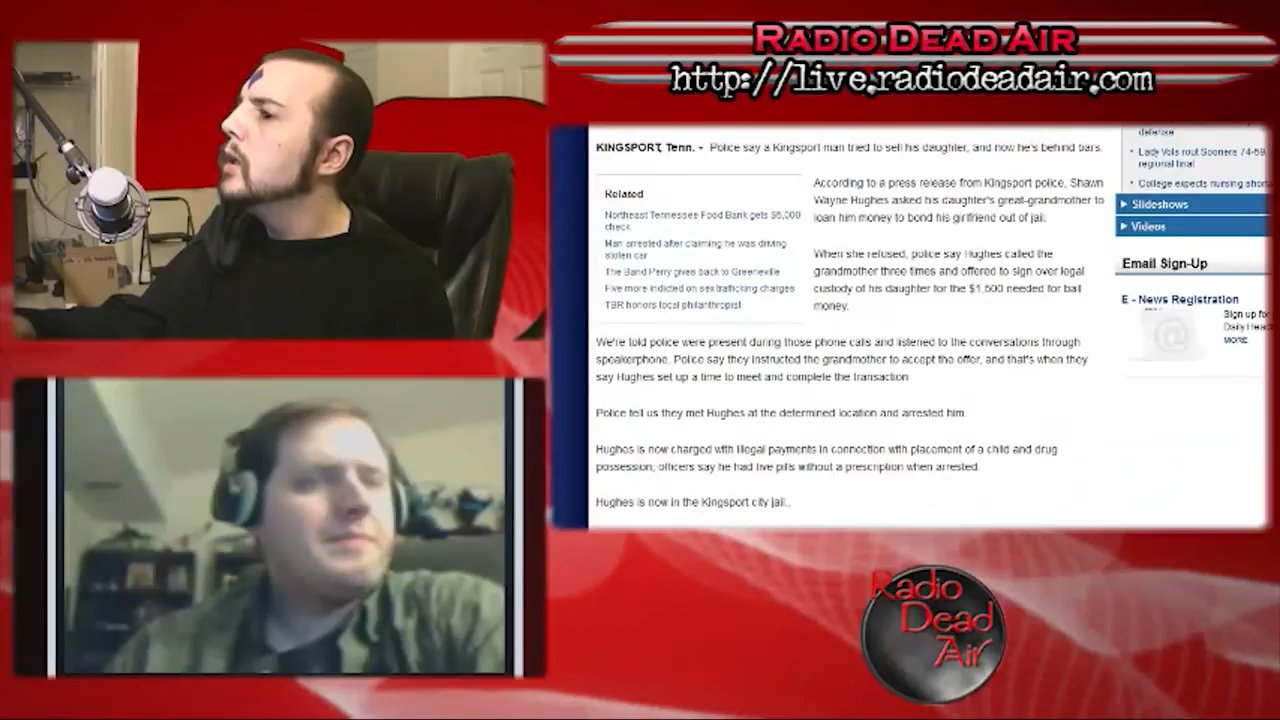 RADIO DEAD AIR
http://live.radiodeadair.com
KINGSPORT, Tenn. - Police say a Kingsport man tried to sell his daughter, and now he's behind bars.
Related
Northeast Tennessee Food Bank gets $6,000
check
Man arrested after claiming he was driving
stolen car
The Band Perry gives back to Greeneville
Five more indicted on sex trafficking charges
TBR honors local philanthropist
According to a press release from Kingsport police, Shawn
Wayne Hughes asked his daughter's great-grandmother to
loan him money to bond his girlfriend out of jail.
When she refused, police say Hughes called the
grandmother three times and offered to sign over legal
custody of his daughter for the $1,500 needed for bail
money.
We're told police were present during those phone calls and listened to the conversations through
speakerphone. Police say they instructed the grandmother to accept the offer, and that's when they
say Hughes set up a time to meet and complete the transaction.
Police tell us they met Hughes at the determined location and arrested him.
Hughes is now charged with illegal payments in connection with placement of a child and drug
possession; officers say he had five pills without a prescription when arrested.
Hughes is now in the Kingsport city jail..
defense
Lady Vols rout Sooners 74-59
regional final
College expects nursing
Slideshows
Videos
Email Sign-Up
E - News Registration
@
Sign up for
Daily
MORE
Radio
Dead
Air